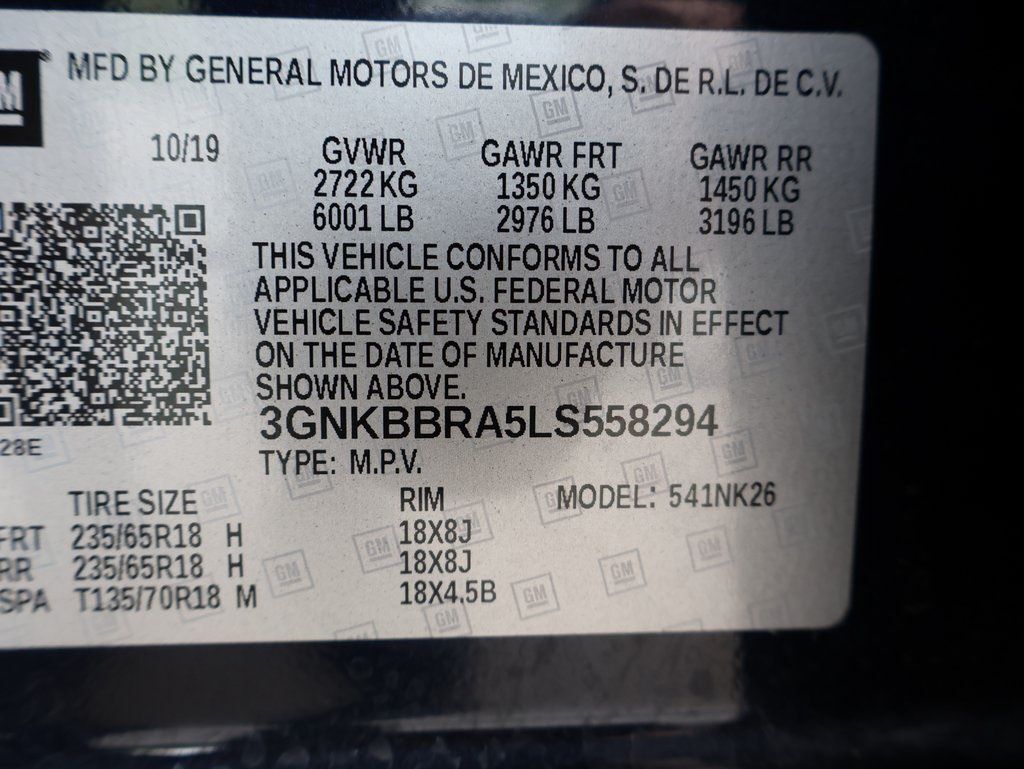 GM
MFD BY GENERAL MOTORS DE MEXICO, S. DE R.L. DE C.V.
10/19 GVWR GAWR FRT GAWR RR
2722 KG 1350 KG 1450 KG
6001 LB 2976 LB 3196 LB
THIS VEHICLE CONFORMS TO ALL
APPLICABLE U.S. FEDERAL MOTOR
VEHICLE SAFETY STANDARDS IN EFFECT
ON THE DATE OF MANUFACTURE
SHOWN ABOVE.
3GNKBBRA5LS558294
28E
TYPE: M.P.V.
TIRE SIZE RIM MODEL: 541NK26
FRT 235/65R18 H 18X8J
RR 235/65R18 H 18X8J
SPA T135/70R18 M 18X4.5B